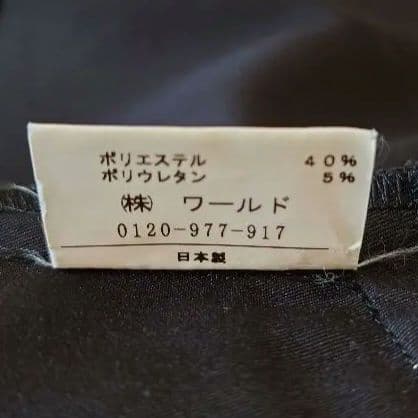 ポリエステル 40%
ポリウレタン 5%
㈱ ワールド
0120-977-917
日本製